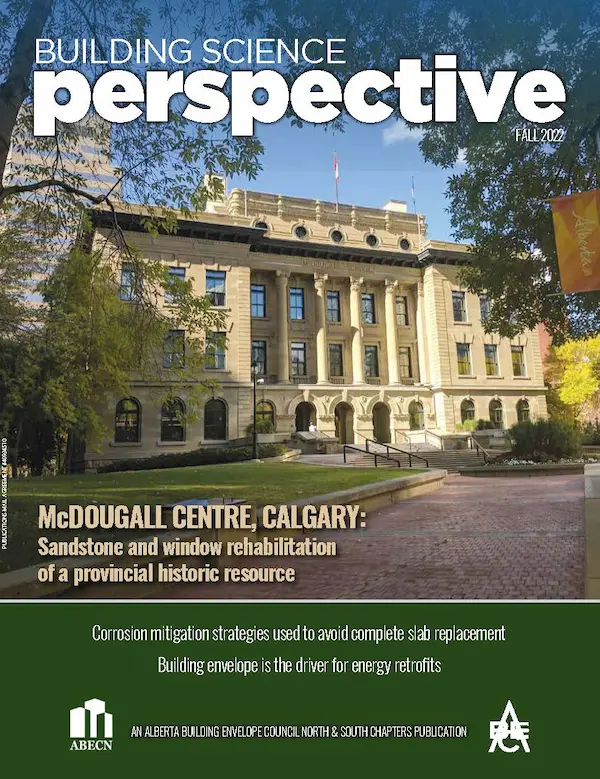 BUILDING SCIENCE
perspective
FALL 2022
Alberta
McDOUGALL CENTRE, CALGARY:
Sandstone and window rehabilitation
of a provincial historic resource
Corrosion mitigation strategies used to avoid complete slab replacement
Building envelope is the driver for energy retrofits
ABECN
AN ALBERTA BUILDING ENVELOPE COUNCIL NORTH & SOUTH CHAPTERS PUBLICATION